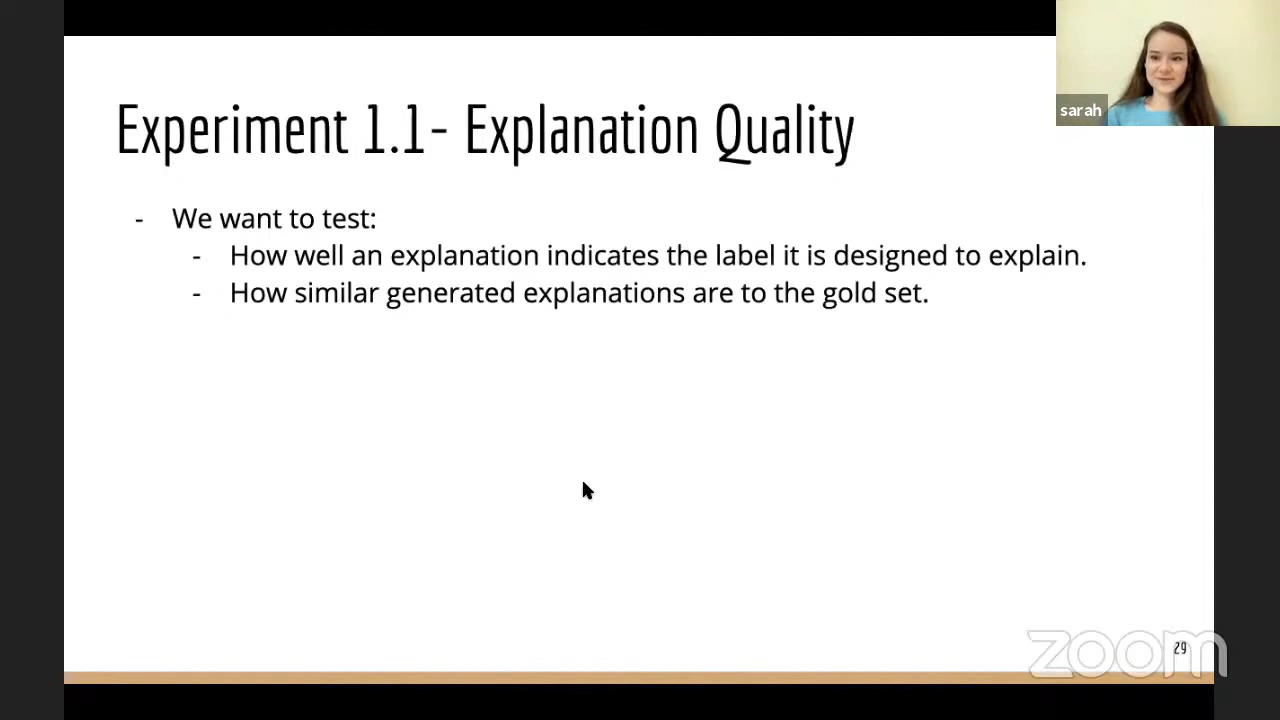 sarah
Experiment 1.1- Explanation Quality
- We want to test:
- How well an explanation indicates the label it is designed to explain.
- How similar generated explanations are to the gold set.
zoom
29